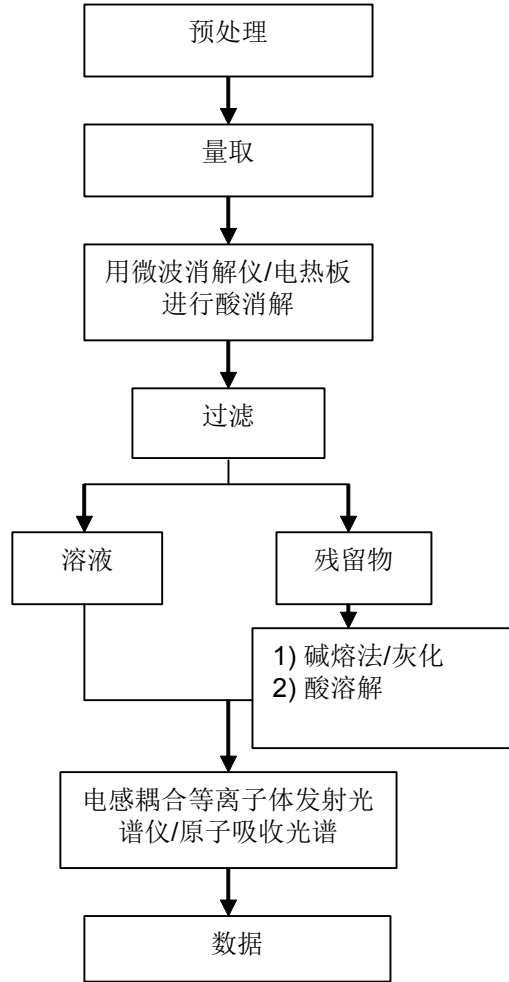 预处理
量取
用微波消解仪/电热板
进行酸消解
过滤
溶液
残留物
1) 碱熔法/灰化
2) 酸溶解
电感耦合等离子体发射光
谱仪/原子吸收光谱
数据